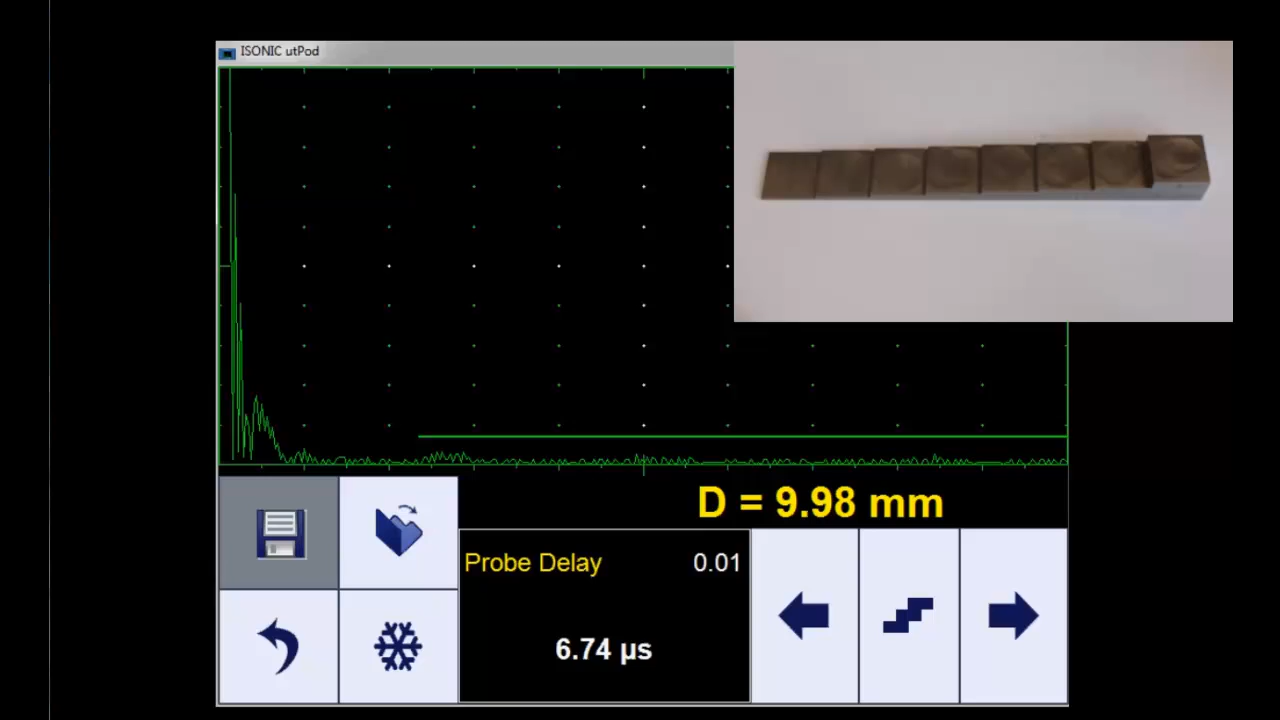 ISONIC utPod
D = 9.98 mm
Probe Delay 0.01
6.74 µs